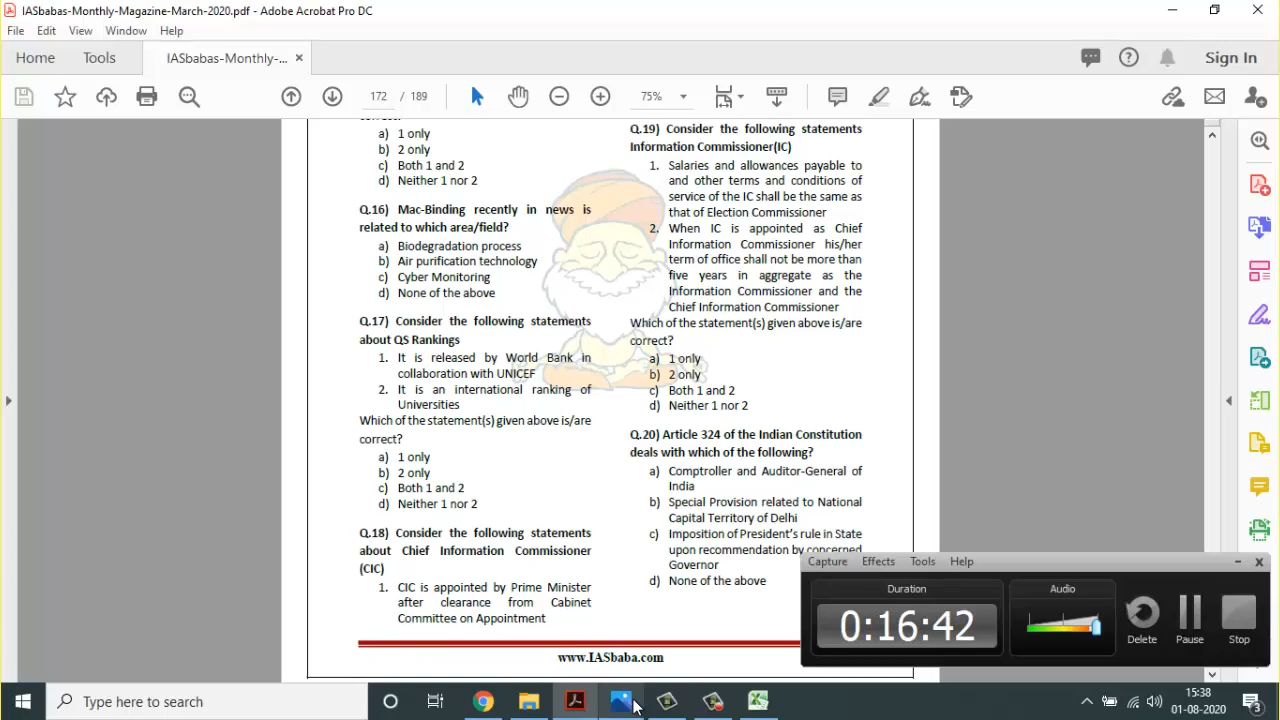 IASbabas-Monthly-Magazine-March-2020.pdf - Adobe Acrobat Pro DC
File Edit View Window Help
Home Tools IASbabas-Monthly-... × Sign In
172 / 189 75%
a) 1 only
b) 2 only
c) Both 1 and 2
d) Neither 1 nor 2
Q.16) Mac-Binding recently in news is
related to which area/field?
a) Biodegradation process
b) Air purification technology
c) Cyber Monitoring
d) None of the above
Q.17) Consider the following statements
about QS Rankings
1. It is released by World Bank in
collaboration with UNICEF
2. It is an international ranking of
Universities
Which of the statement(s) given above is/are
correct?
a) 1 only
b) 2 only
c) Both 1 and 2
d) Neither 1 nor 2
Q.18) Consider the following statements
about Chief Information Commissioner
(CIC)
1. CIC is appointed by Prime Minister
after clearance from Cabinet
Committee on Appointment
Q.19) Consider the following statements
Information Commissioner(IC)
1. Salaries and allowances payable to
and other terms and conditions of
service of the IC shall be the same as
that of Election Commissioner
2. When IC is appointed as Chief
Information Commissioner his/her
term of office shall not be more than
five years in aggregate as the
Information Commissioner and the
Chief Information Commissioner
Which of the statement(s) given above is/are
correct?
a) 1 only
b) 2 only
c) Both 1 and 2
d) Neither 1 nor 2
Q.20) Article 324 of the Indian Constitution
deals with which of the following?
a) Comptroller and Auditor-General of
India
b) Special Provision related to National
Capital Territory of Delhi
c) Imposition of President's rule in State
upon recommendation by concerned
Governor
d) None of the above
www.IASbaba.com
Capture Effects Tools Help
Duration Audio
0:16:42
Delete Pause Stop
Type here to search
15:38
01-08-2020
3